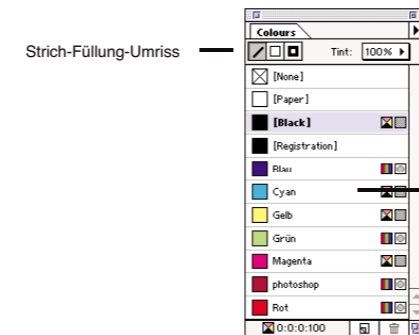 Colours
Strich-Füllung-Umriss
Tint: 100%
[None]
[Paper]
[Black]
[Registration]
Blau
Cyan
Gelb
Grün
Magenta
photoshop
Rot
0:0:0:100